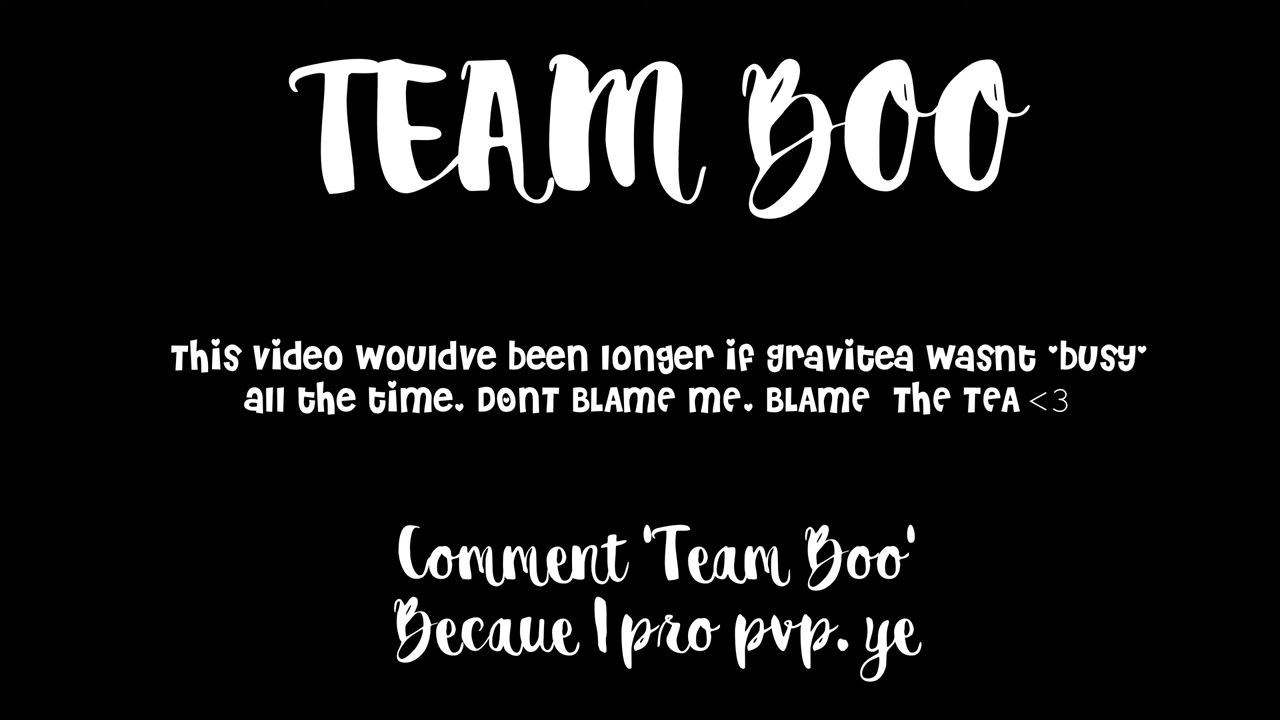 TEAM BOO
This video wouldve been longer if gravitea wasnt 'busy'
all the time. DONT BLAME me. BLAME The TEA <3
Comment 'Team Boo'
Becaue I pro pvp. ye